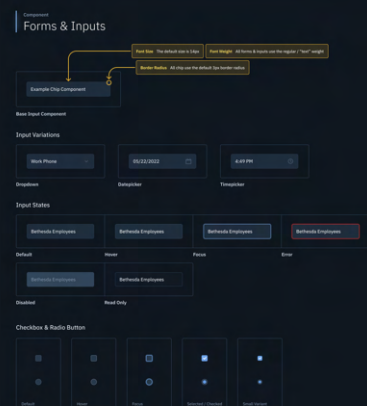 Component
Forms & Inputs
Font Size The default size is 14px
Font Weight All forms & inputs use the regular / "text" weight
Border Radius All chip use the default 2px border radius
Example Chip Component
Base Input Component
Input Variations
Work Phone
05/22/2022
4:49 PM
Dropdown
Datepicker
Timepicker
Input States
Bethesda Employees
Bethesda Employees
Bethesda Employees
Bethesda Employees
Default
Hover
Focus
Error
Bethesda Employees
Bethesda Employees
Disabled
Read Only
Checkbox & Radio Button
Default
Hover
Focus
Selected / Checked
Small Variant